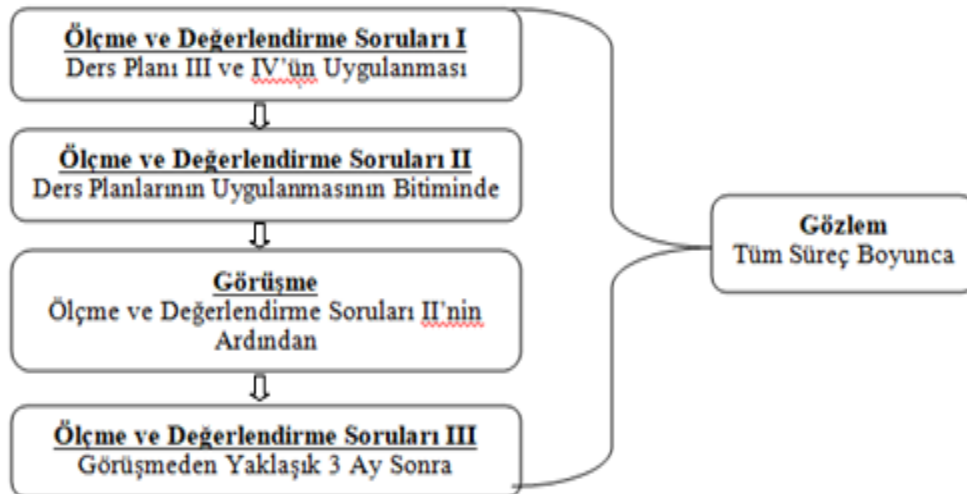 Ölçme ve Değerlendirme Soruları I
Ders Planı III ve IV'ün Uygulanması
Ölçme ve Değerlendirme Soruları II
Ders Planlarının Uygulanmasının Bitiminde
Görüşme
Ölçme ve Değerlendirme Soruları II'nin
Ardından
Ölçme ve Değerlendirme Soruları III
Görüşmeden Yaklaşık 3 Ay Sonra
Gözlem
Tüm Süreç Boyunca